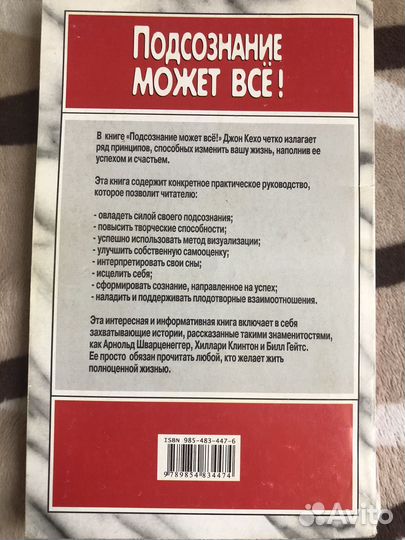 ПОДСОЗНАНИЕ
МОЖЕТ ВСЁ!
В книге «Подсознание может всё!» Джон Кехо четко излагает
ряд принципов, способных изменить вашу жизнь, наполнив ее
успехом и счастьем.
Эта книга содержит конкретное практическое руководство,
которое позволит читателю:
- овладеть силой своего подсознания;
- повысить творческие способности;
- успешно использовать метод визуализации;
- улучшить собственную самооценку;
- интерпретировать свои сны;
- исцелить себя;
- сформировать сознание, направленное на успех;
- наладить и поддерживать плодотворные взаимоотношения.
Эта интересная и информативная книга включает в себя
захватывающие истории, рассказанные такими знаменитостями,
как Арнольд Шварценеггер, Хиллари Клинтон и Билл Гейтс.
Ее просто обязан прочитать любой, кто желает жить
полноценной жизнью.
ISBN 985-483-447-6
9 789854 834474
Avito